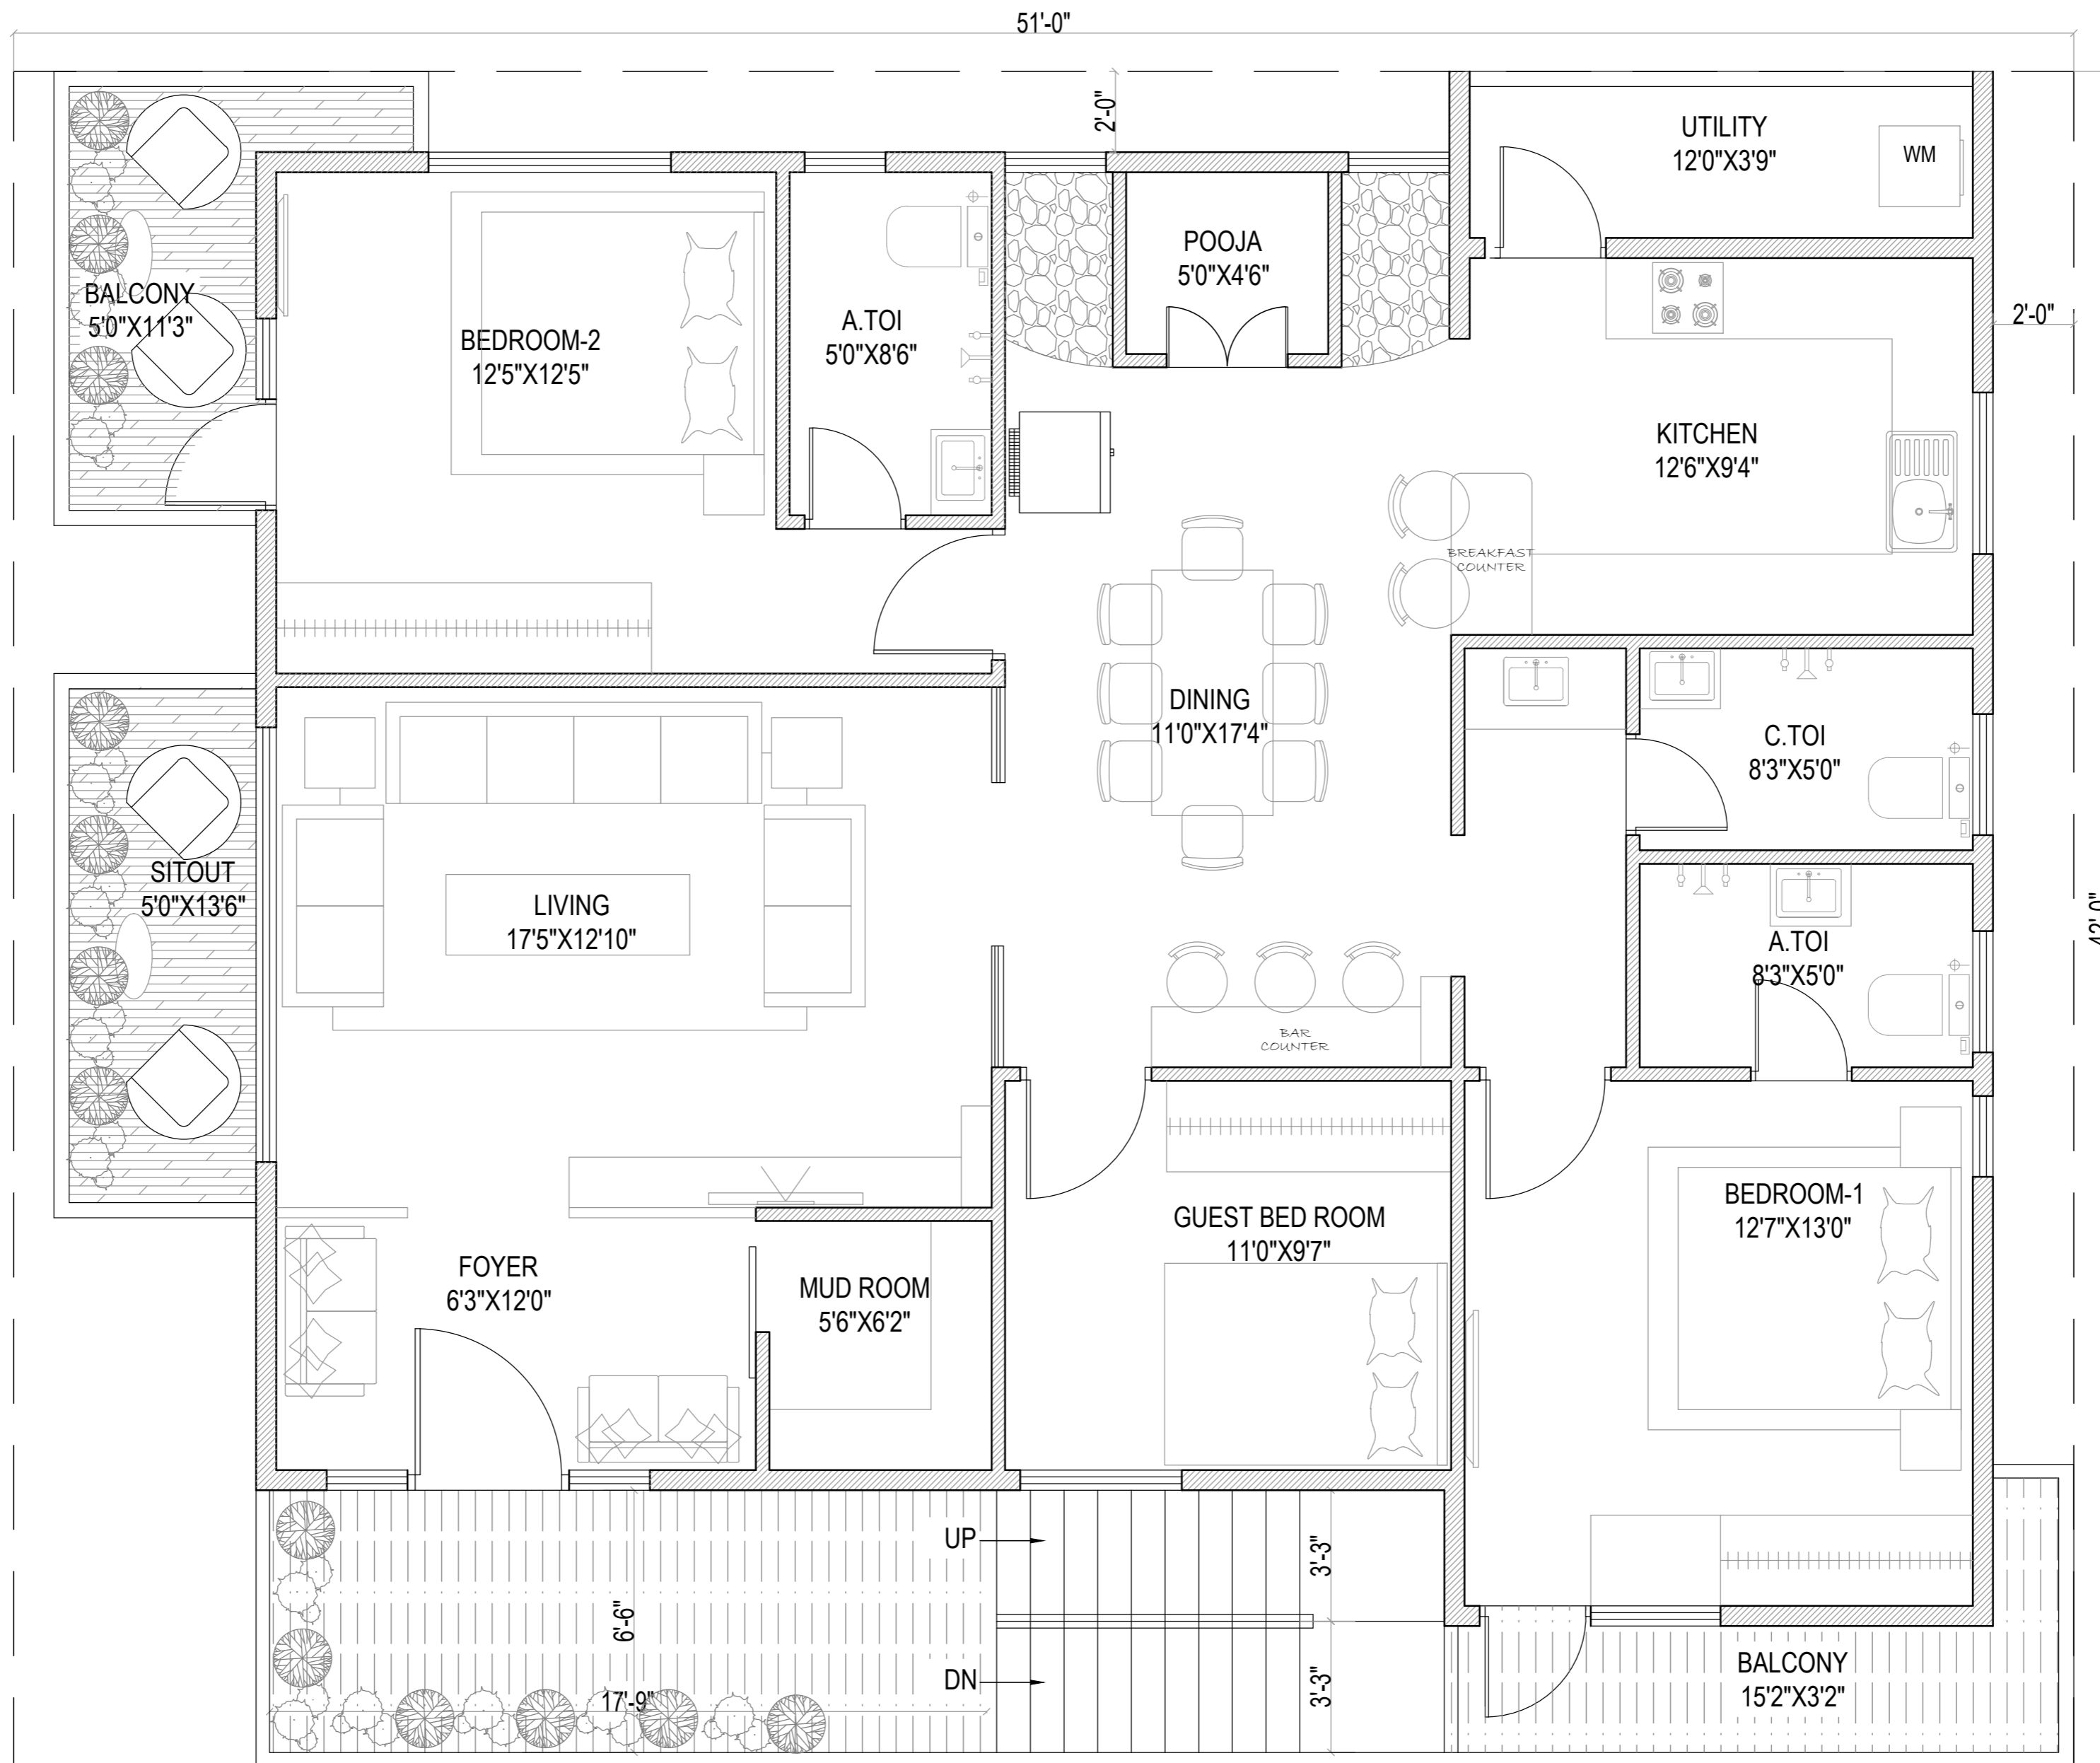 51'-0"
2'-0"
UTILITY
12'0"X3'9"
WM
POOJA
5'0"X4'6"
BALCONY
5'0"X11'3"
BEDROOM-2
12'5"X12'5"
A.TOI
5'0"X8'6"
2'-0"
KITCHEN
12'6"X9'4"
BREAKFAST
COUNTER
DINING
11'0"X17'4"
C.TOI
8'3"X5'0"
SITOUT
5'0"X13'6"
LIVING
17'5"X12'10"
42'-0"
A.TOI
8'3"X5'0"
BAR
COUNTER
BEDROOM-1
12'7"X13'0"
GUEST BED ROOM
11'0"X9'7"
FOYER
6'3"X12'0"
MUD ROOM
5'6"X6'2"
UP
3'-3"
6'-6"
DN
3'-3"
17'-9"
BALCONY
15'2"X3'2"